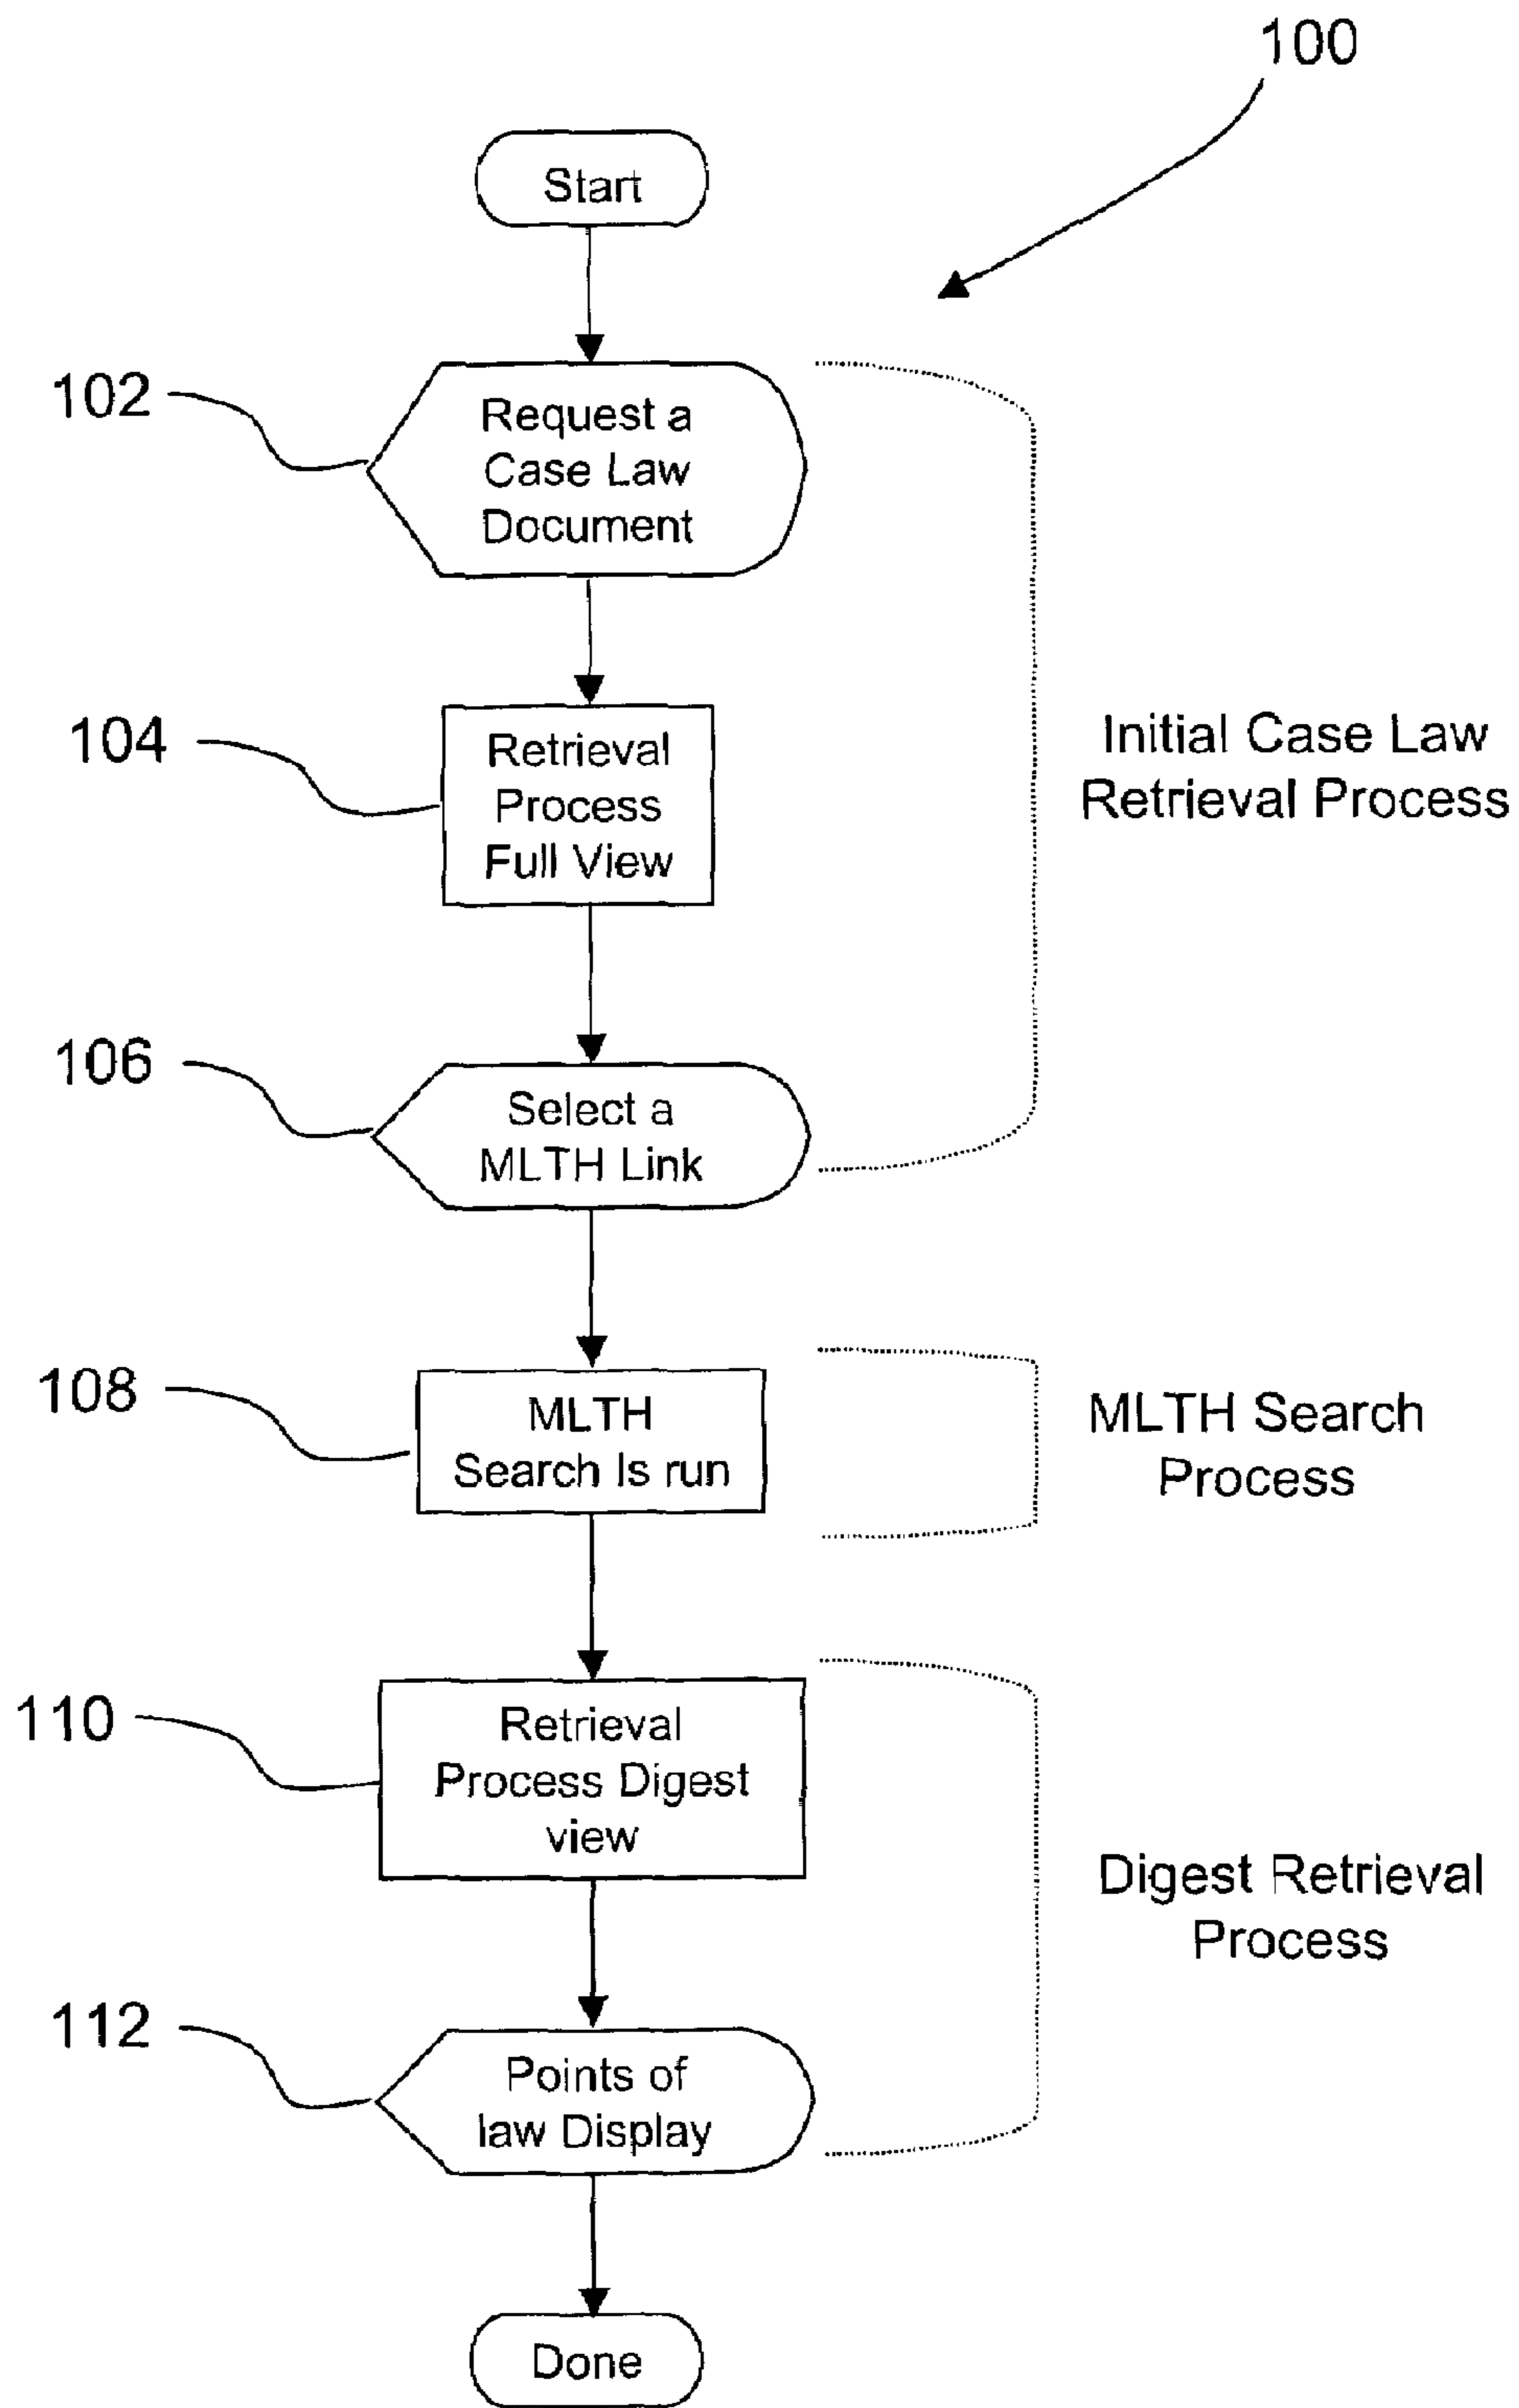 100
Start
102
Request a
Case Law
Document
104
Retrieval
Process
Full View
Initial Case Law
Retrieval Process
106
Select a
MLTH Link
108
MLTH
Search Is run
MLTH Search
Process
110
Retrieval
Process Digest
view
Digest Retrieval
Process
112
Points of
law Display
Done